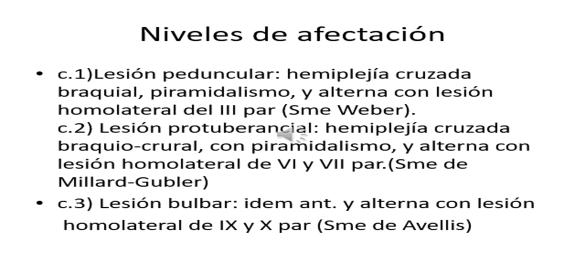 Niveles de afectación
• c.1)Lesión peduncular: hemiplejía cruzada
braquial, piramidalismo, y alterna con lesión
homolateral del III par (Sme Weber).
c.2) Lesión protuberancial: hemiplejía cruzada
braquio-crural, con piramidalismo, y alterna con
lesión homolateral de VI y VII par.(Sme de
Millard-Gubler)
• c.3) Lesión bulbar: idem ant. y alterna con lesión
homolateral de IX y X par (Sme de Avellis)